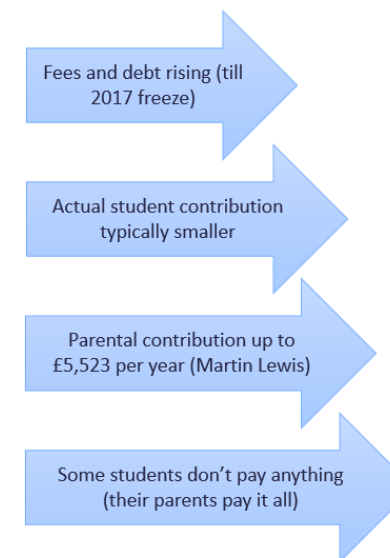 Fees and debt rising (till
2017 freeze)
Actual student contribution
typically smaller
Parental contribution up to
£5,523 per year (Martin Lewis)
Some students don’t pay anything
(their parents pay it all)